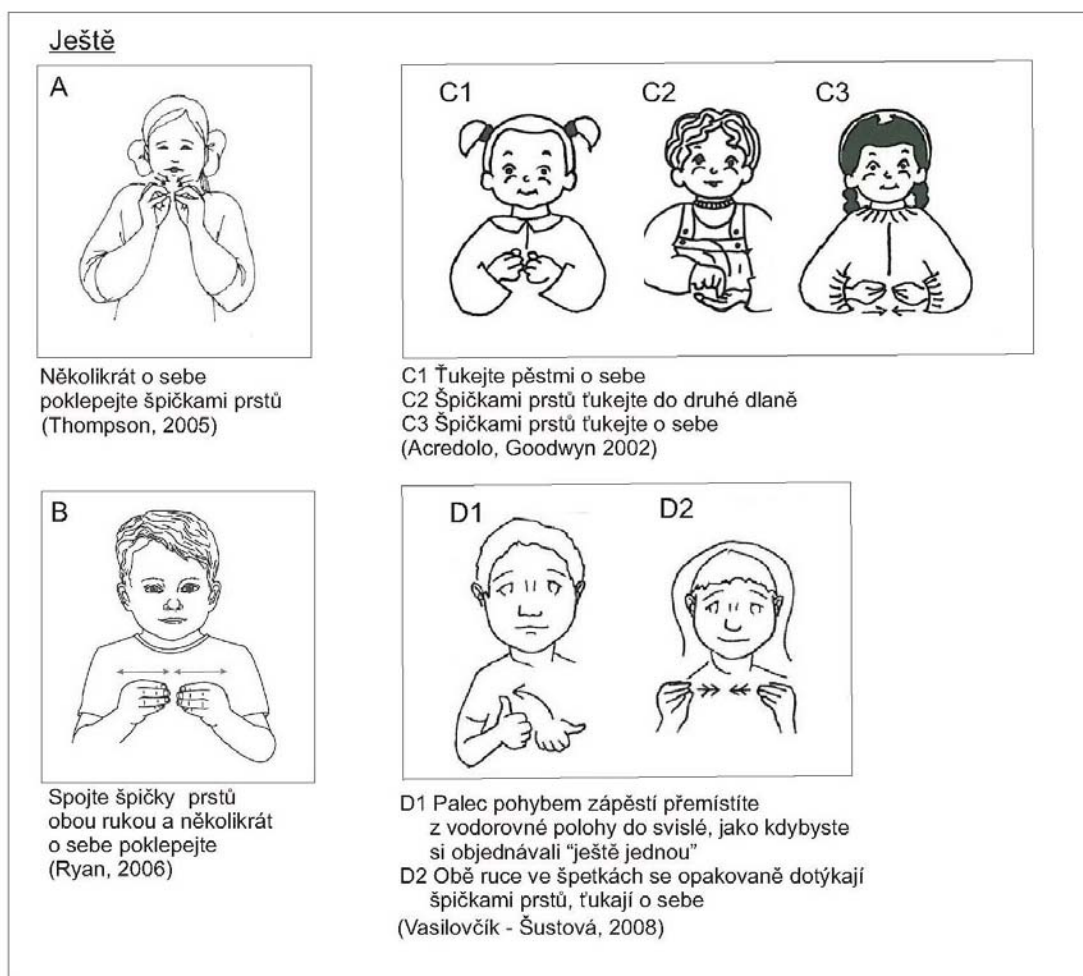 Ještě
A
Několikrát o sebe
poklepejte špičkami prstů
(Thompson, 2005)
C1 C2 C3
C1 Ťukejte pěstmi o sebe
C2 Špičkami prstů ťukejte do druhé dlaně
C3 Špičkami prstů ťukejte o sebe
(Acredolo, Goodwyn 2002)
B
Spojte špičky prstů
obou rukou a několikrát
o sebe poklepejte
(Ryan, 2006)
D1 D2
D1 Palec pohybem zápěstí přemístíte
z vodorovné polohy do svislé, jako kdybyste
si objednávali "ještě jednou"
D2 Obě ruce ve špetkách se opakovaně dotýkají
špičkami prstů, ťukají o sebe
(Vasilovčík - Šustová, 2008)